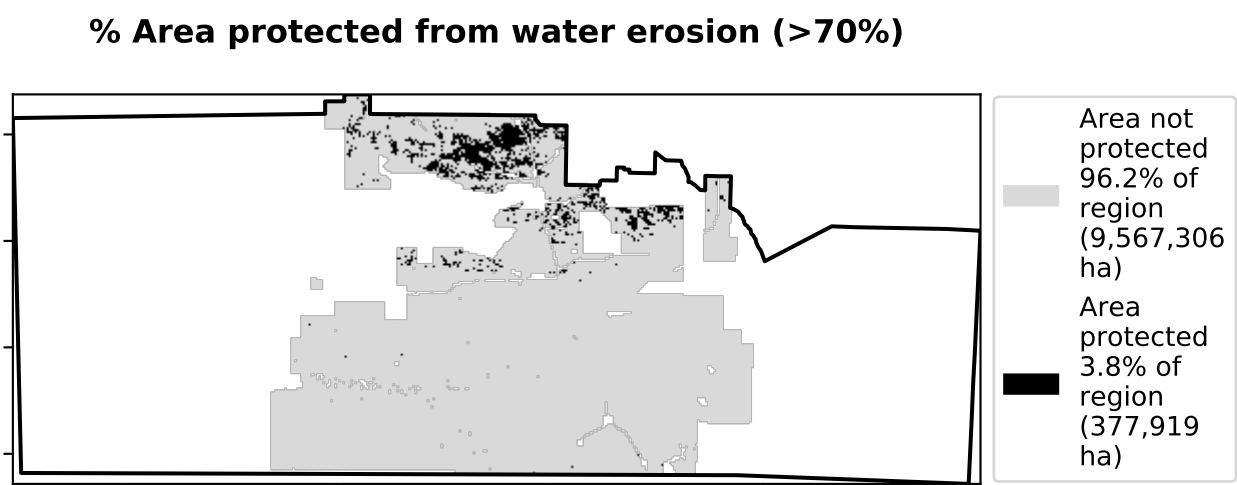 % Area protected from water erosion (>70%)
Area not
protected
96.2% of
region
(9,567,306
ha)
Area
protected
3.8% of
region
(377,919
ha)